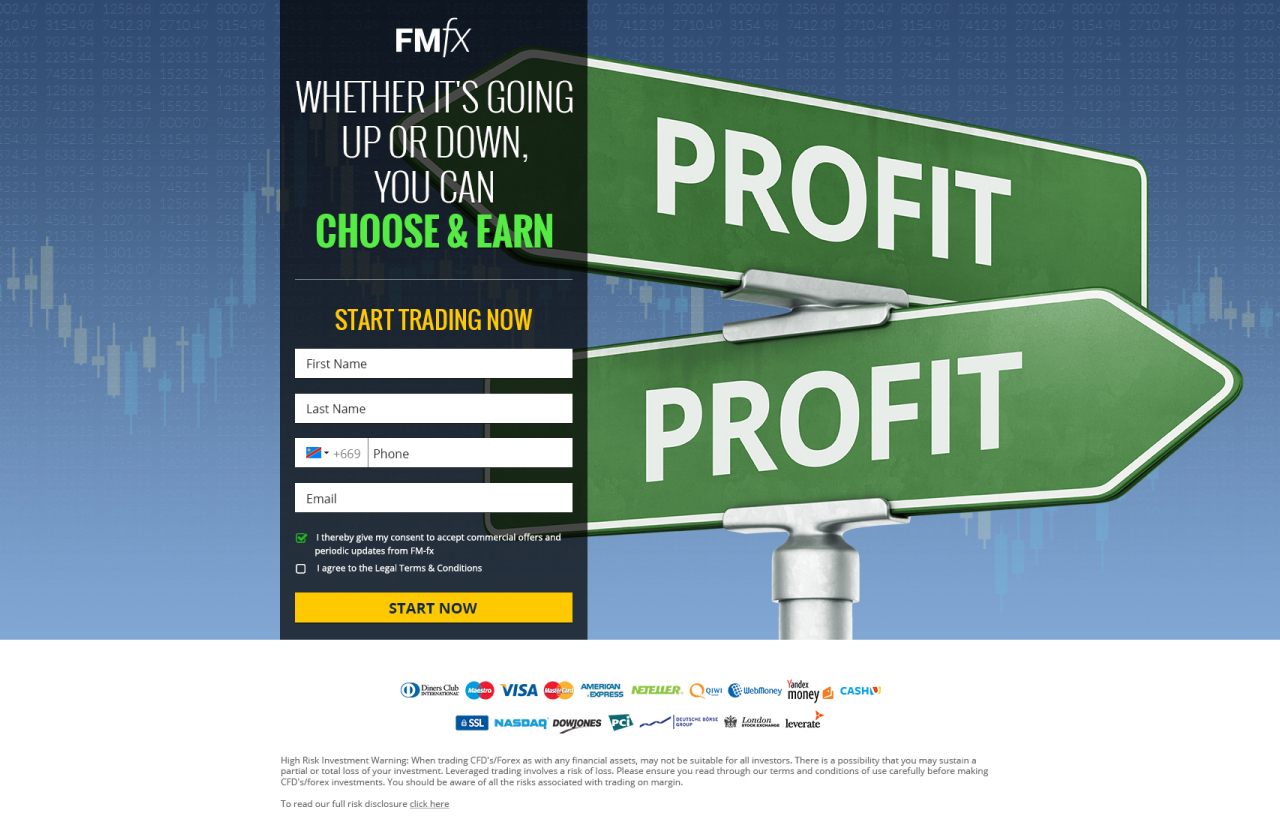 FMfx
WHETHER IT'S GOING
UP OR DOWN,
YOU CAN
CHOOSE & EARN
PROFIT
PROFIT
START TRADING NOW
First Name
Last Name
+669 Phone
Email
I thereby give my consent to accept commercial offers and
periodic updates from FM-fx
I agree to the Legal Terms & Conditions
START NOW
Diners Club INTERNATIONAL Maestro VISA MasterCard AMERICAN EXPRESS NETELLER QIWI WebMoney Yandex money CASHU
SSL NASDAQ DOWJONES PCI DEUTSCHE BÖRSE GROUP London STOCK EXCHANGE leverate
High Risk Investment Warning: When trading CFD's/Forex as with any financial assets, may not be suitable for all investors. There is a possibility that you may sustain a
partial or total loss of your investment. Leveraged trading involves a risk of loss. Please ensure you read through our terms and conditions of use carefully before making
CFD's/forex investments. You should be aware of all the risks associated with trading on margin.
To read our full risk disclosure click here